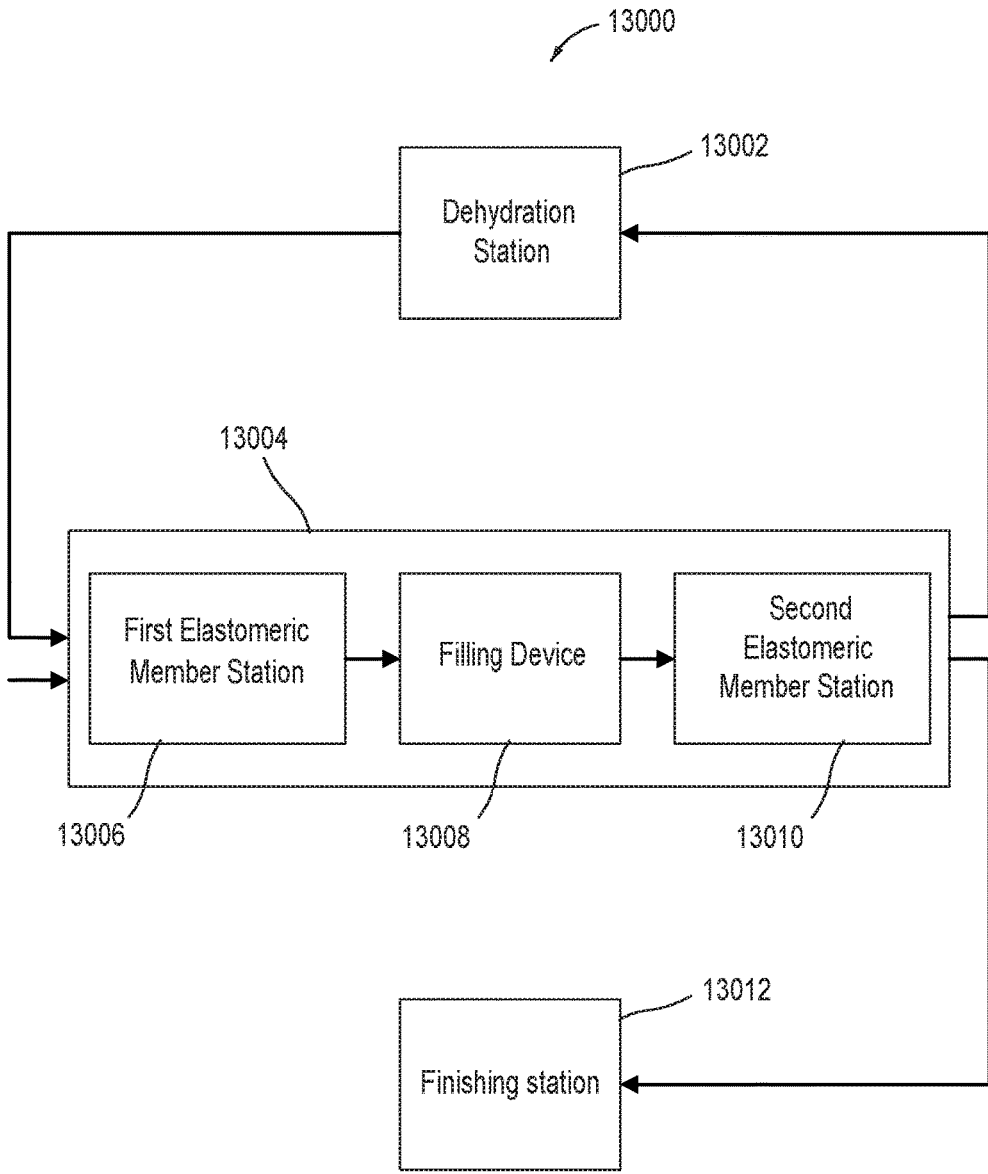 13000
13002
Dehydration
Station
13004
First Elastomeric
Member Station
Filling Device
Second
Elastomeric
Member Station
13006
13008
13010
13012
Finishing station